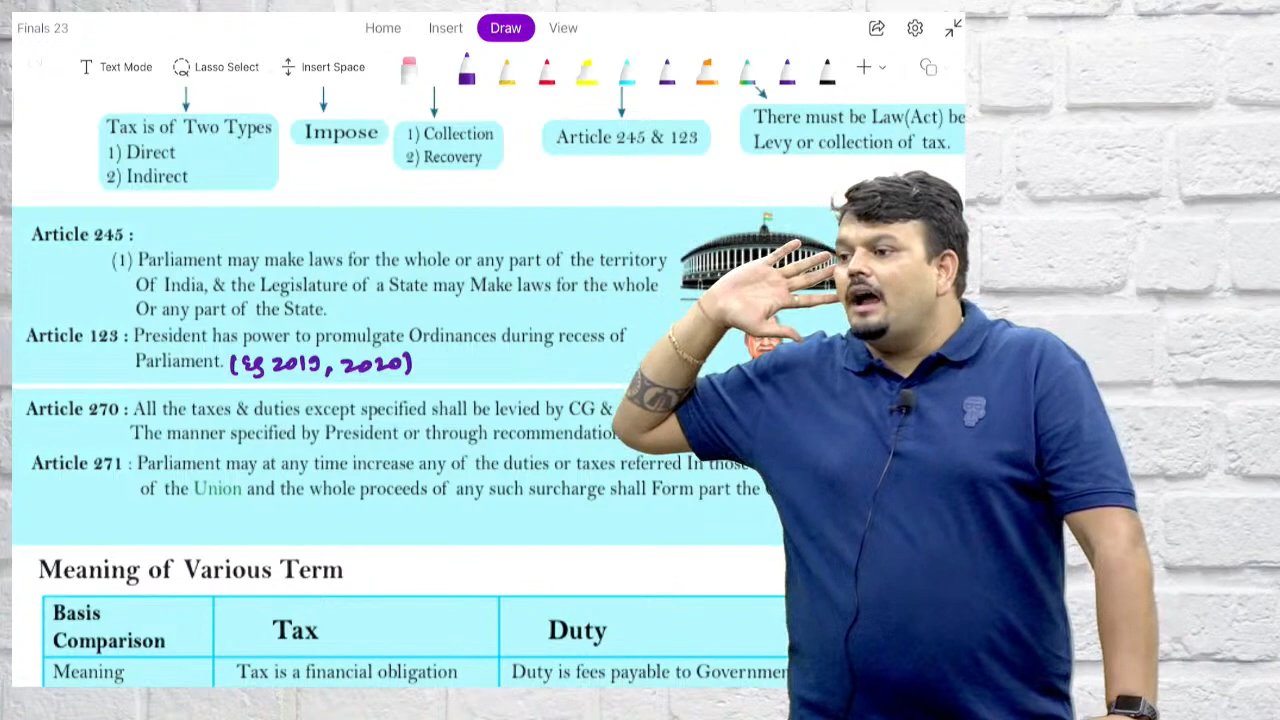 Finals 23
Home Insert Draw View
Text Mode Lasso Select Insert Space
Tax is of Two Types
1) Direct
2) Indirect
Impose
1) Collection
2) Recovery
Article 245 & 123
There must be Law(Act) be
Levy or collection of tax.
Article 245 :
(1) Parliament may make laws for the whole or any part of the territory
Of India, & the Legislature of a State may Make laws for the whole
Or any part of the State.
Article 123 : President has power to promulgate Ordinances during recess of
Parliament. (Eg 2019, 2020)
Article 270 : All the taxes & duties except specified shall be levied by CG &
The manner specified by President or through
Article 271 : Parliament may at any time increase any of the duties or taxes referred In those
of the Union and the whole proceeds of any such surcharge shall Form part the
Meaning of Various Term
Basis
Comparison
Tax
Duty
Meaning
Tax is a financial obligation
Duty is fees payable to Governmen